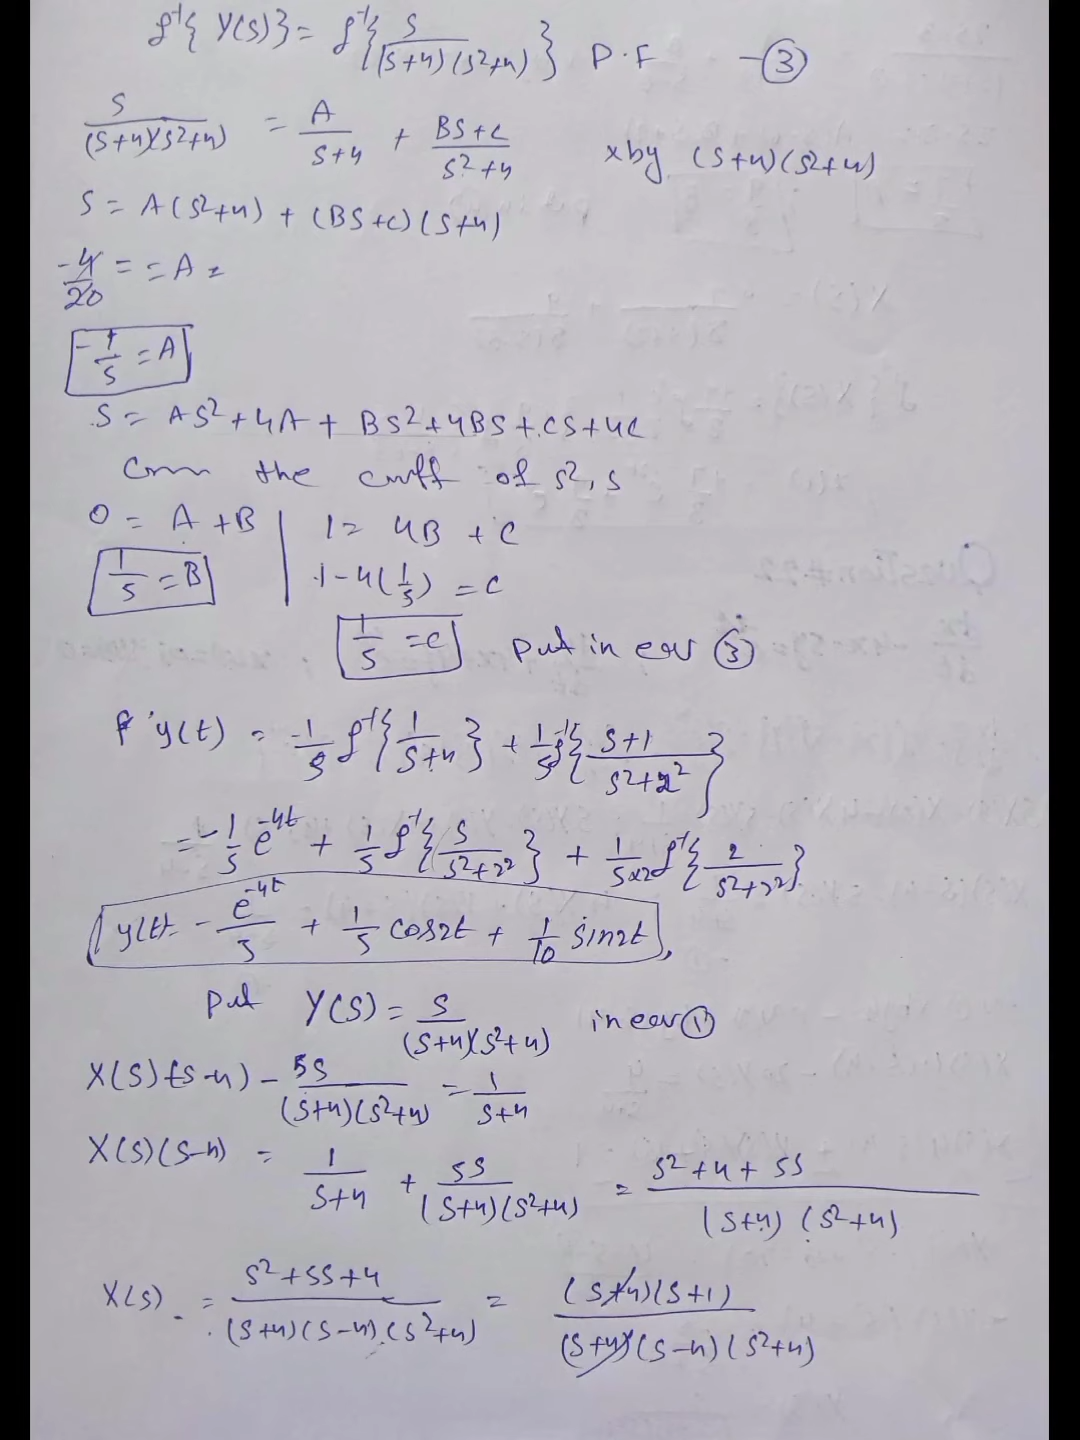 £⁻¹{ Y(S)} = £⁻¹{ S / (S+4)(S²+4) } P.F — ③
S / (S+4)(S²+4) = A / S+4 + BS+C / S²+4 x by (S+4)(S²+4)
S = A(S²+4) + (BS+C)(S+4)
-4/20 = = A =
-1/5 = A
S = AS²+4A + BS²+4BS+CS+4C
Com the cuff of S², S
0 = A+B | 1 = 4B + C
1/5 = B | 1-4(1/5) = C
1/5 = C put in eqv ③
y(t) = -1/5 £⁻¹{ 1 / S+4 } + 1/5 £⁻¹{ S+1 / S²+2² }
= -1/5 e^-4t + 1/5 £⁻¹{ S / S²+2² } + 1/5x2 £⁻¹{ 2 / S²+2² }
y(t) = - e^-4t / 5 + 1/5 cos2t + 1/10 sin2t,
put Y(S) = S / (S+4)(S²+4) in eqv ①
X(S)(S-4) - 5S / (S+4)(S²+4) = 1 / S+4
X(S)(S-4) = 1 / S+4 + 5S / (S+4)(S²+4) = S²+4+5S / (S+4)(S²+4)
X(S) = S²+5S+4 / (S+4)(S-4)(S²+4) = (S+4)(S+1) / (S+4)(S-4)(S²+4)